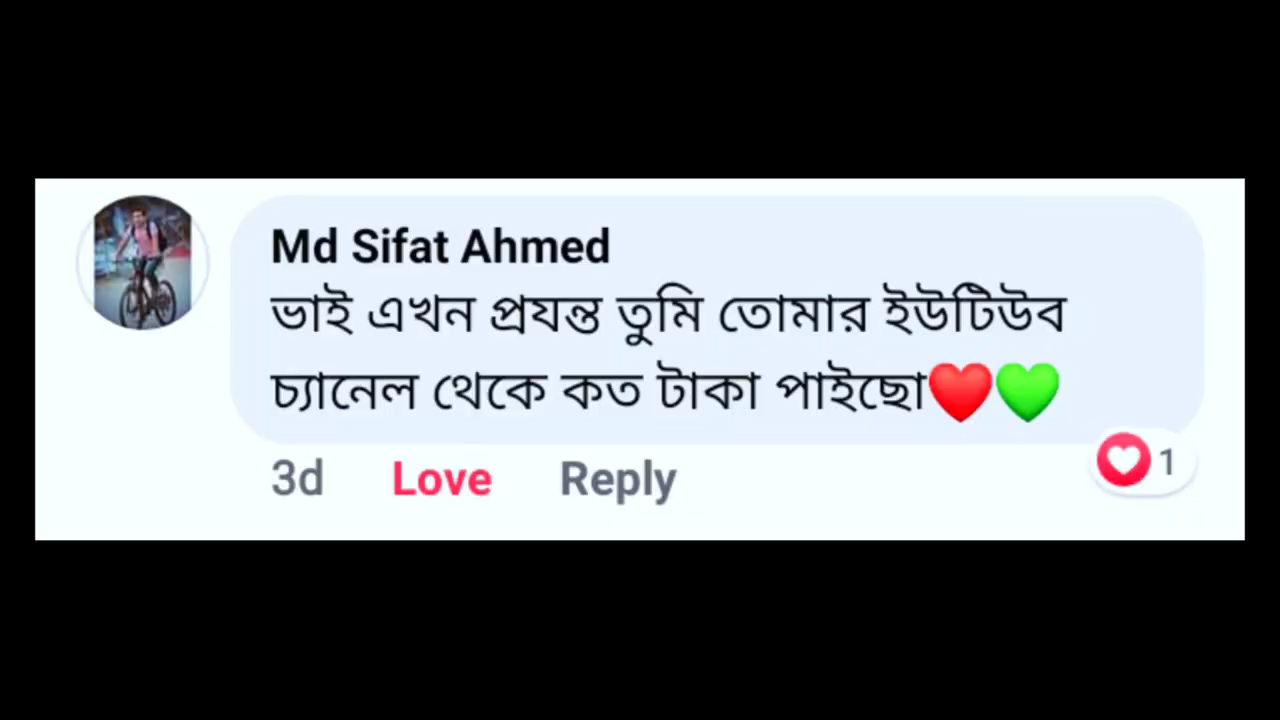 Md Sifat Ahmed
ভাই এখন প্রযন্ত তুমি তোমার ইউটিউব
চ্যানেল থেকে কত টাকা পাইছো❤️💚
3d Love Reply 1